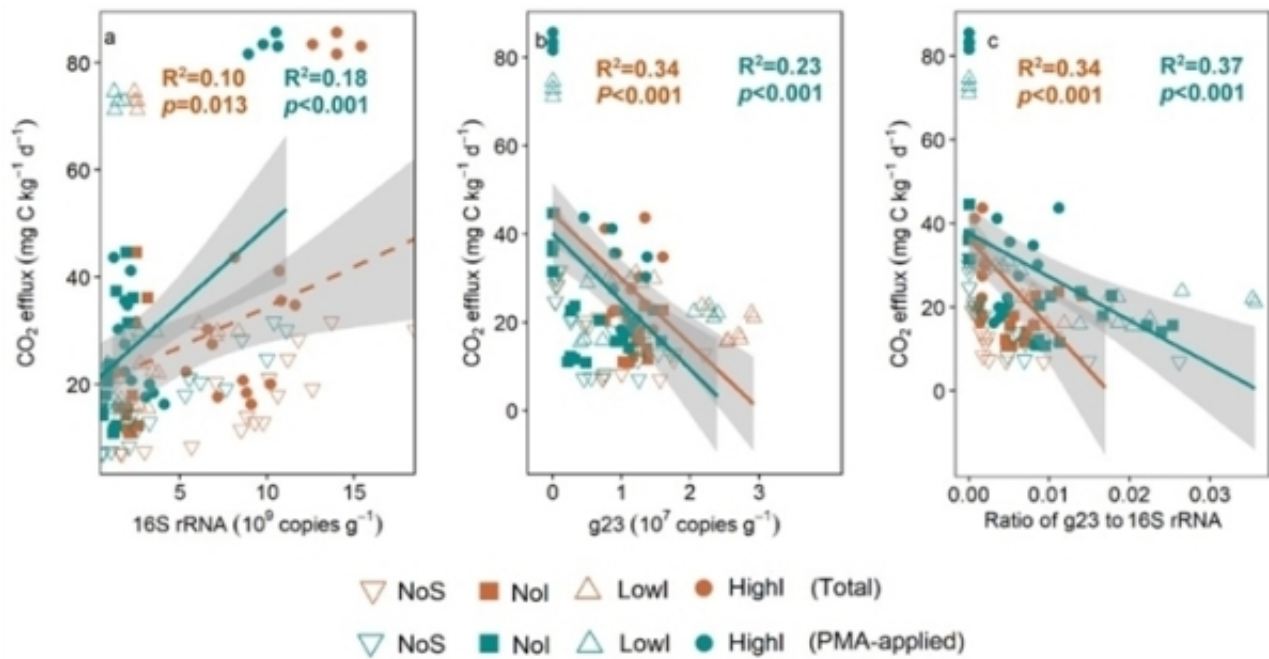 a
R²=0.10
p=0.013
R²=0.18
p<0.001
80
60
40
20
CO₂ efflux (mg C kg⁻¹ d⁻¹)
5 10 15
16S rRNA (10⁹ copies g⁻¹)
b
R²=0.34
P<0.001
R²=0.23
p<0.001
80
60
40
20
0
CO₂ efflux (mg C kg⁻¹ d⁻¹)
0 1 2 3
g23 (10⁷ copies g⁻¹)
c
R²=0.34
p<0.001
R²=0.37
p<0.001
80
60
40
20
0
CO₂ efflux (mg C kg⁻¹ d⁻¹)
0.00 0.01 0.02 0.03
Ratio of g23 to 16S rRNA
NoS NoI LowI HighI (Total)
NoS NoI LowI HighI (PMA-applied)